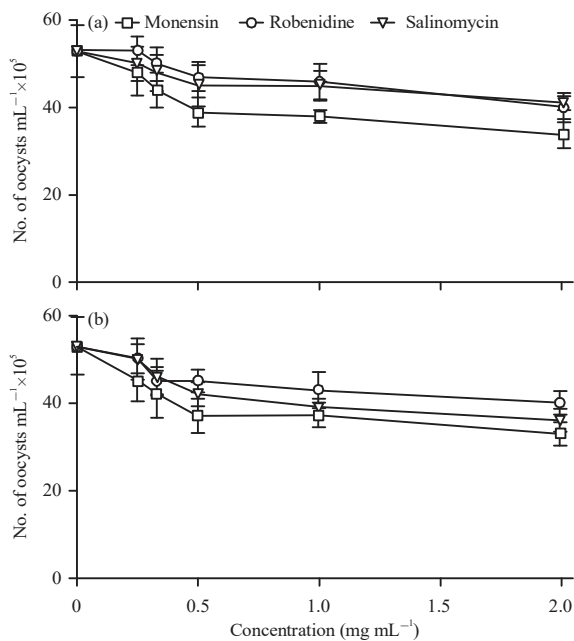 (a) Monensin Robenidine Salinomycin
60
40
20
0
No. of oocysts mL⁻¹×10⁵
(b)
60
40
20
0
No. of oocysts mL⁻¹×10⁵
0 0.5 1.0 1.5 2.0
Concentration (mg mL⁻¹)